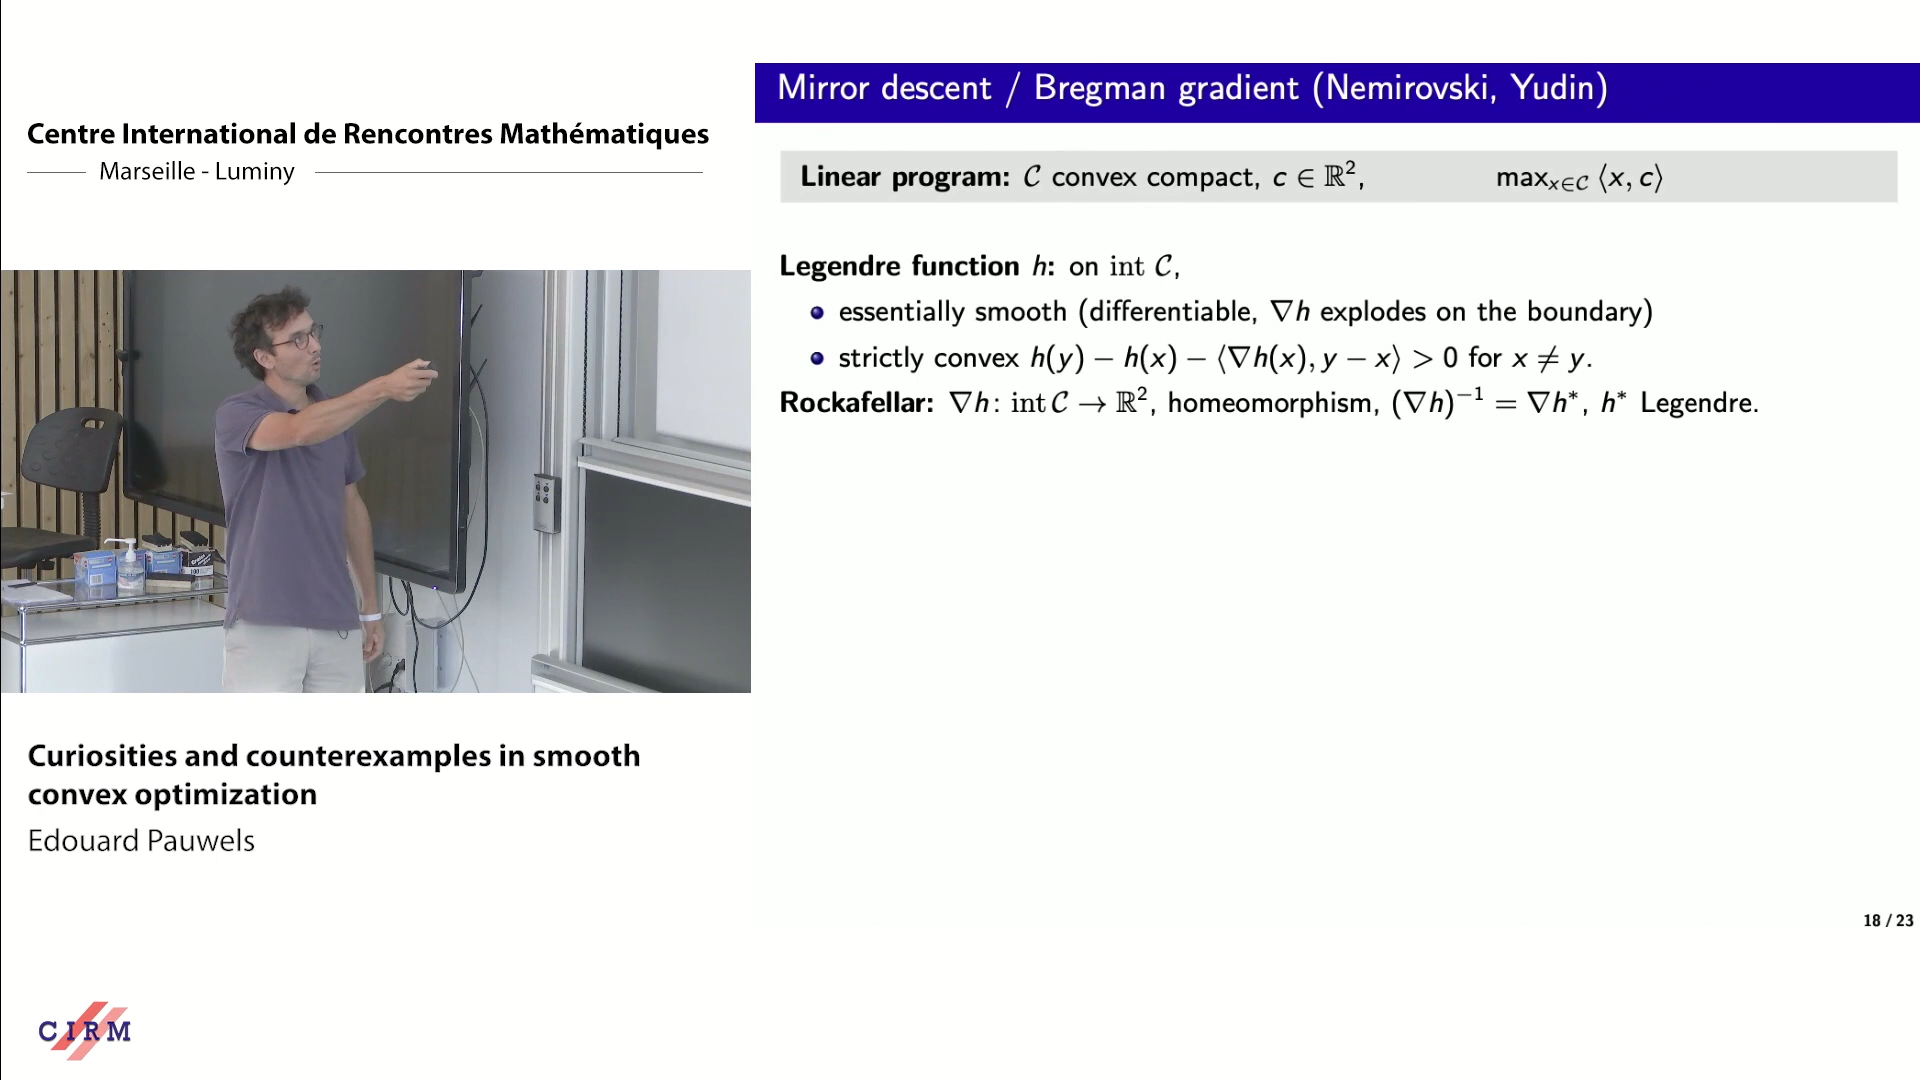 Centre International de Rencontres Mathématiques
Marseille - Luminy
Mirror descent / Bregman gradient (Nemirovski, Yudin)
Linear program: 𝒞 convex compact, c ∈ ℝ², max_{x∈𝒞} ⟨x, c⟩
Legendre function h: on int 𝒞,
• essentially smooth (differentiable, ∇h explodes on the boundary)
• strictly convex h(y) − h(x) − ⟨∇h(x), y − x⟩ > 0 for x ≠ y.
Rockafellar: ∇h: int 𝒞 → ℝ², homeomorphism, (∇h)⁻¹ = ∇h*, h* Legendre.
Curiosities and counterexamples in smooth
convex optimization
Edouard Pauwels
18 / 23
CIRM